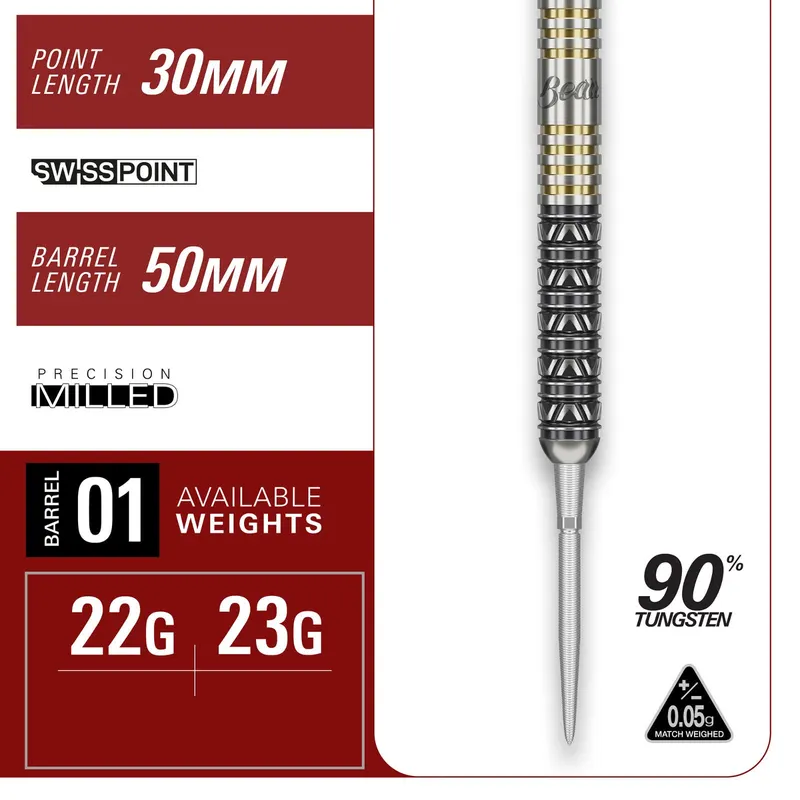 POINT
LENGTH
30MM
SWISSPOINT
BARREL
LENGTH
50MM
PRECISION
MILLED
BARREL
01
AVAILABLE
WEIGHTS
22G
23G
90%
TUNGSTEN
+/-
0.05g
MATCH WEIGHED